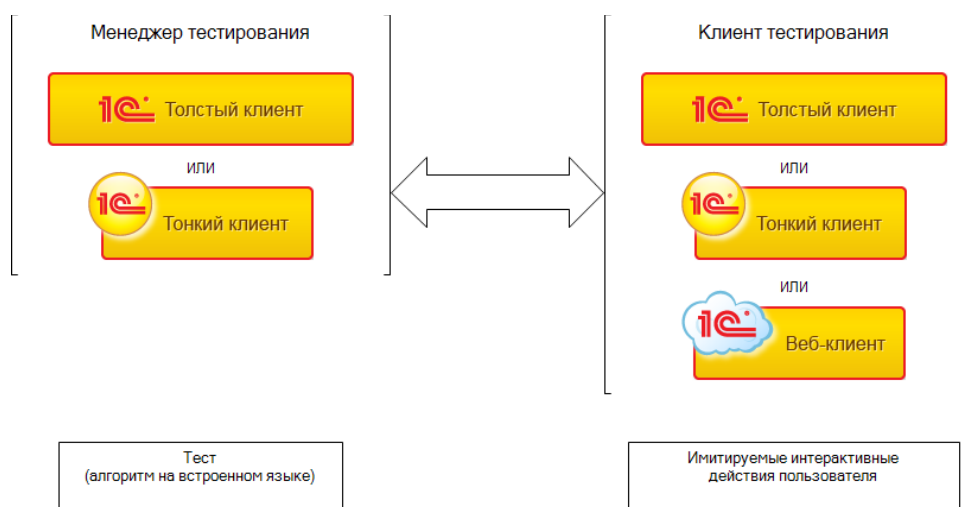 Менеджер тестирования
1С Толстый клиент
или
1С Тонкий клиент
Клиент тестирования
1С Толстый клиент
или
1С Тонкий клиент
или
1С Веб-клиент
Тест
(алгоритм на встроенном языке)
Имитируемые интерактивные
действия пользователя